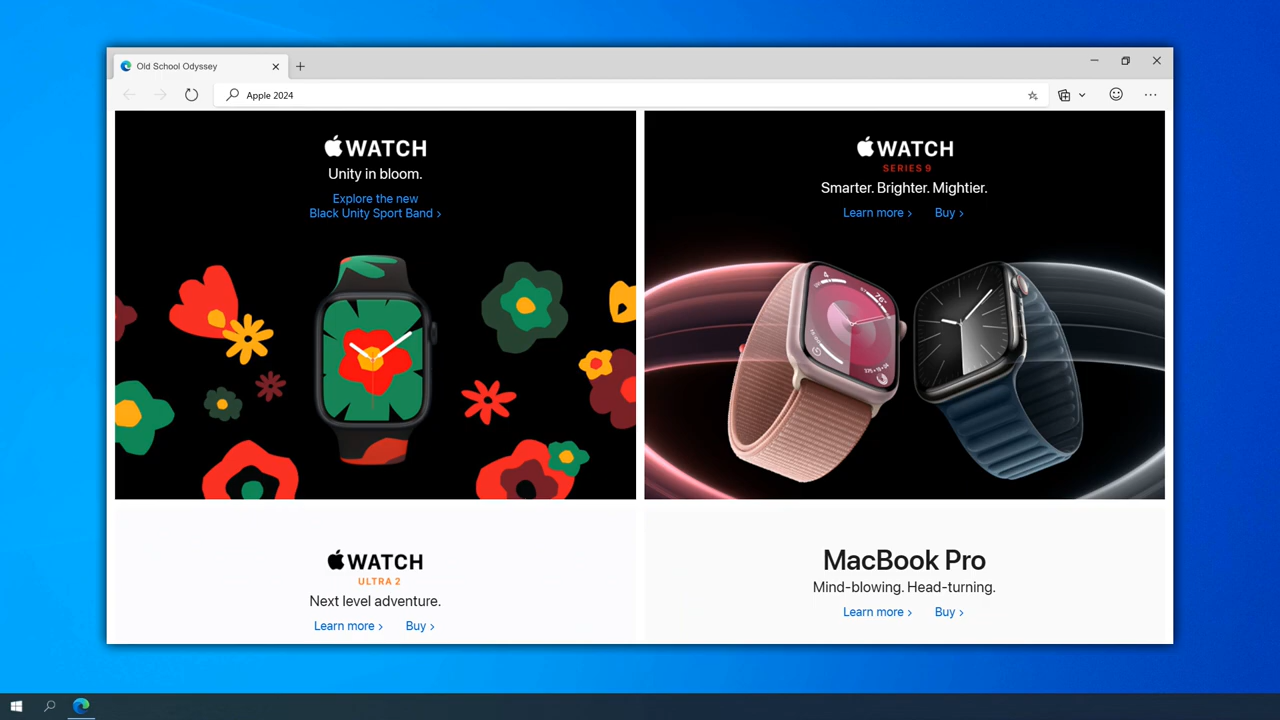 Old School Odyssey
Apple 2024
WATCH
Unity in bloom.
Explore the new
Black Unity Sport Band >
WATCH
SERIES 9
Smarter. Brighter. Mightier.
Learn more > Buy >
WATCH
ULTRA 2
Next level adventure.
Learn more > Buy >
MacBook Pro
Mind-blowing. Head-turning.
Learn more > Buy >